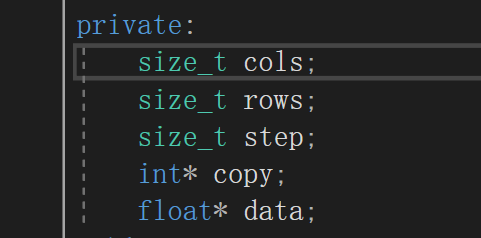 private:
size_t cols;
size_t rows;
size_t step;
int* copy;
float* data;